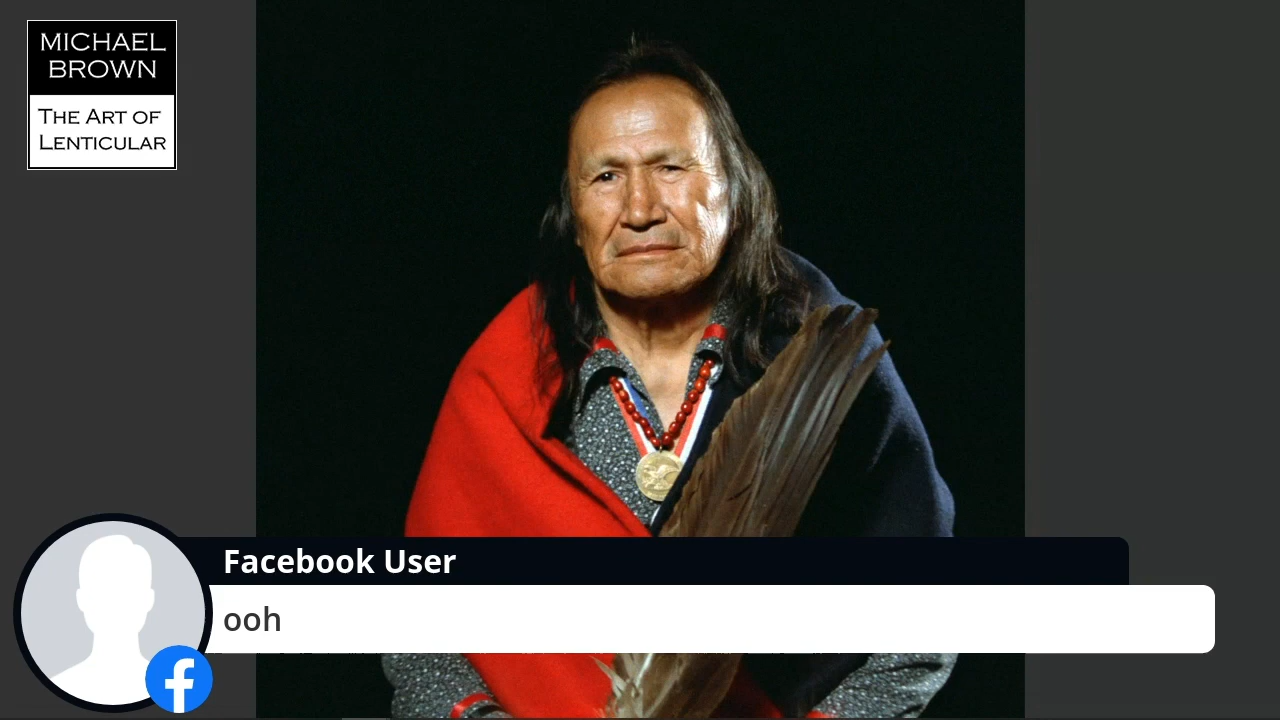 MICHAEL
BROWN
THE ART OF
LENTICULAR
Facebook User
ooh